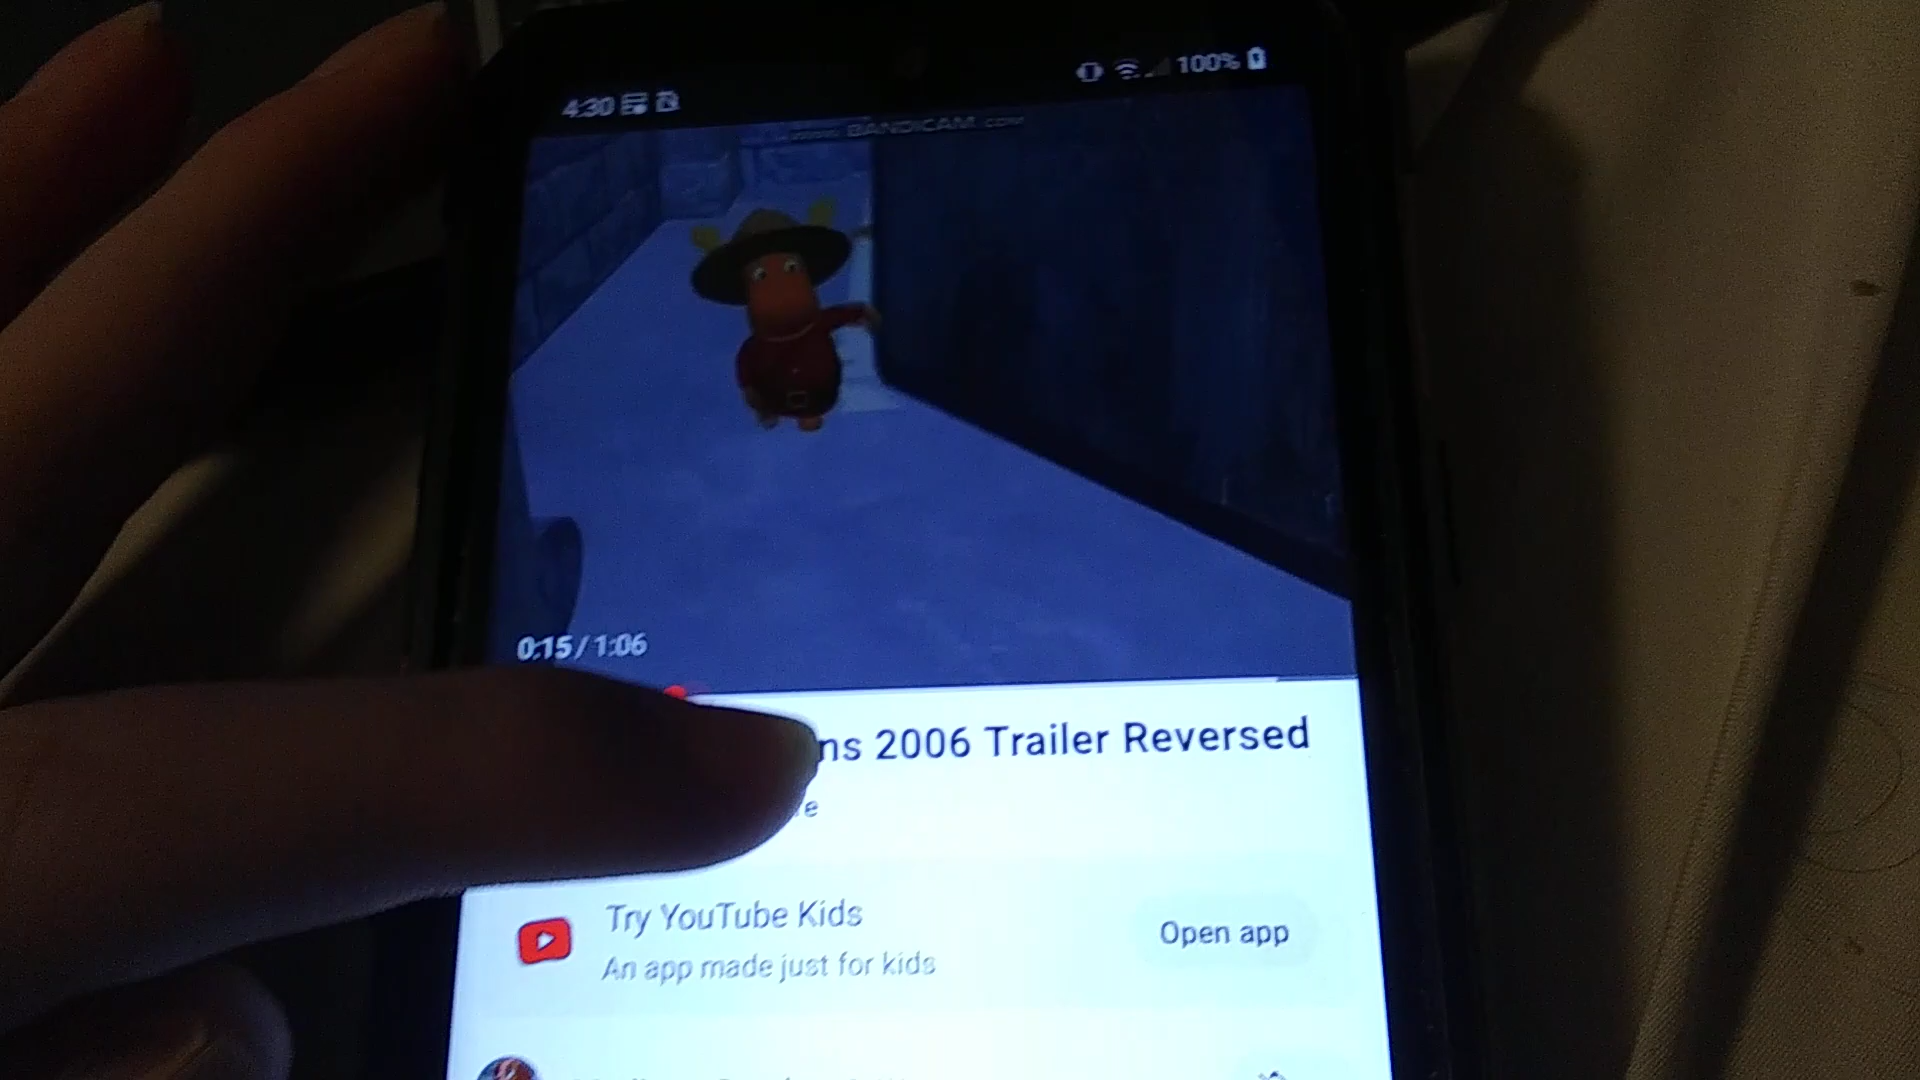 4:30
100%
BANDICAM.com
0:15 / 1:06
ns 2006 Trailer Reversed
e
Try YouTube Kids
An app made just for kids
Open app